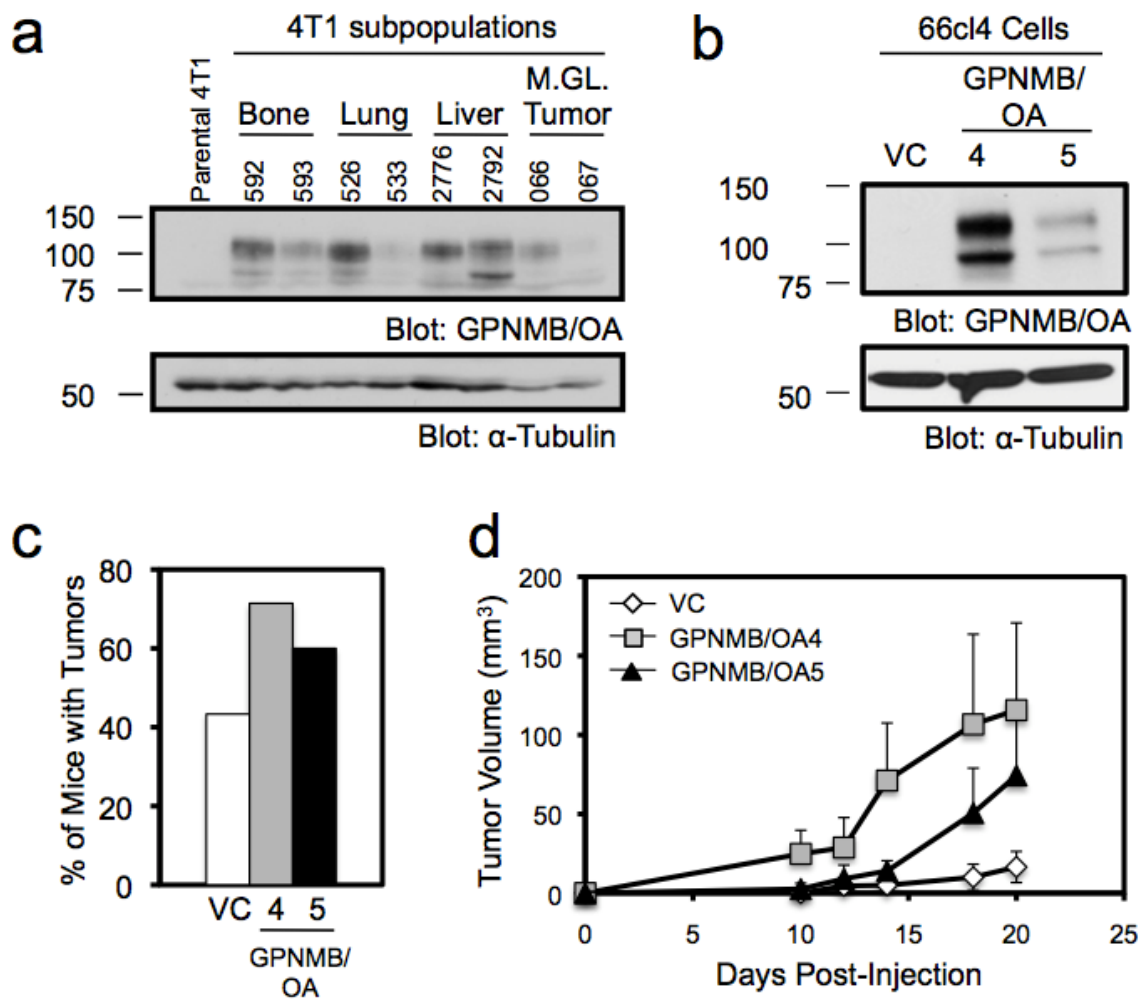 a
4T1 subpopulations
Parental 4T1
Bone
Lung
Liver
M.GL.
Tumor
592
593
526
533
2776
2792
066
067
150
100
75
Blot: GPNMB/OA
50
Blot: α-Tubulin
b
66cl4 Cells
GPNMB/
OA
VC
4
5
150
100
75
Blot: GPNMB/OA
50
Blot: α-Tubulin
c
% of Mice with Tumors
80
60
40
20
0
VC
4
5
GPNMB/
OA
d
Tumor Volume (mm³)
200
150
100
50
0
VC
GPNMB/OA4
GPNMB/OA5
0
5
10
15
20
25
Days Post-Injection